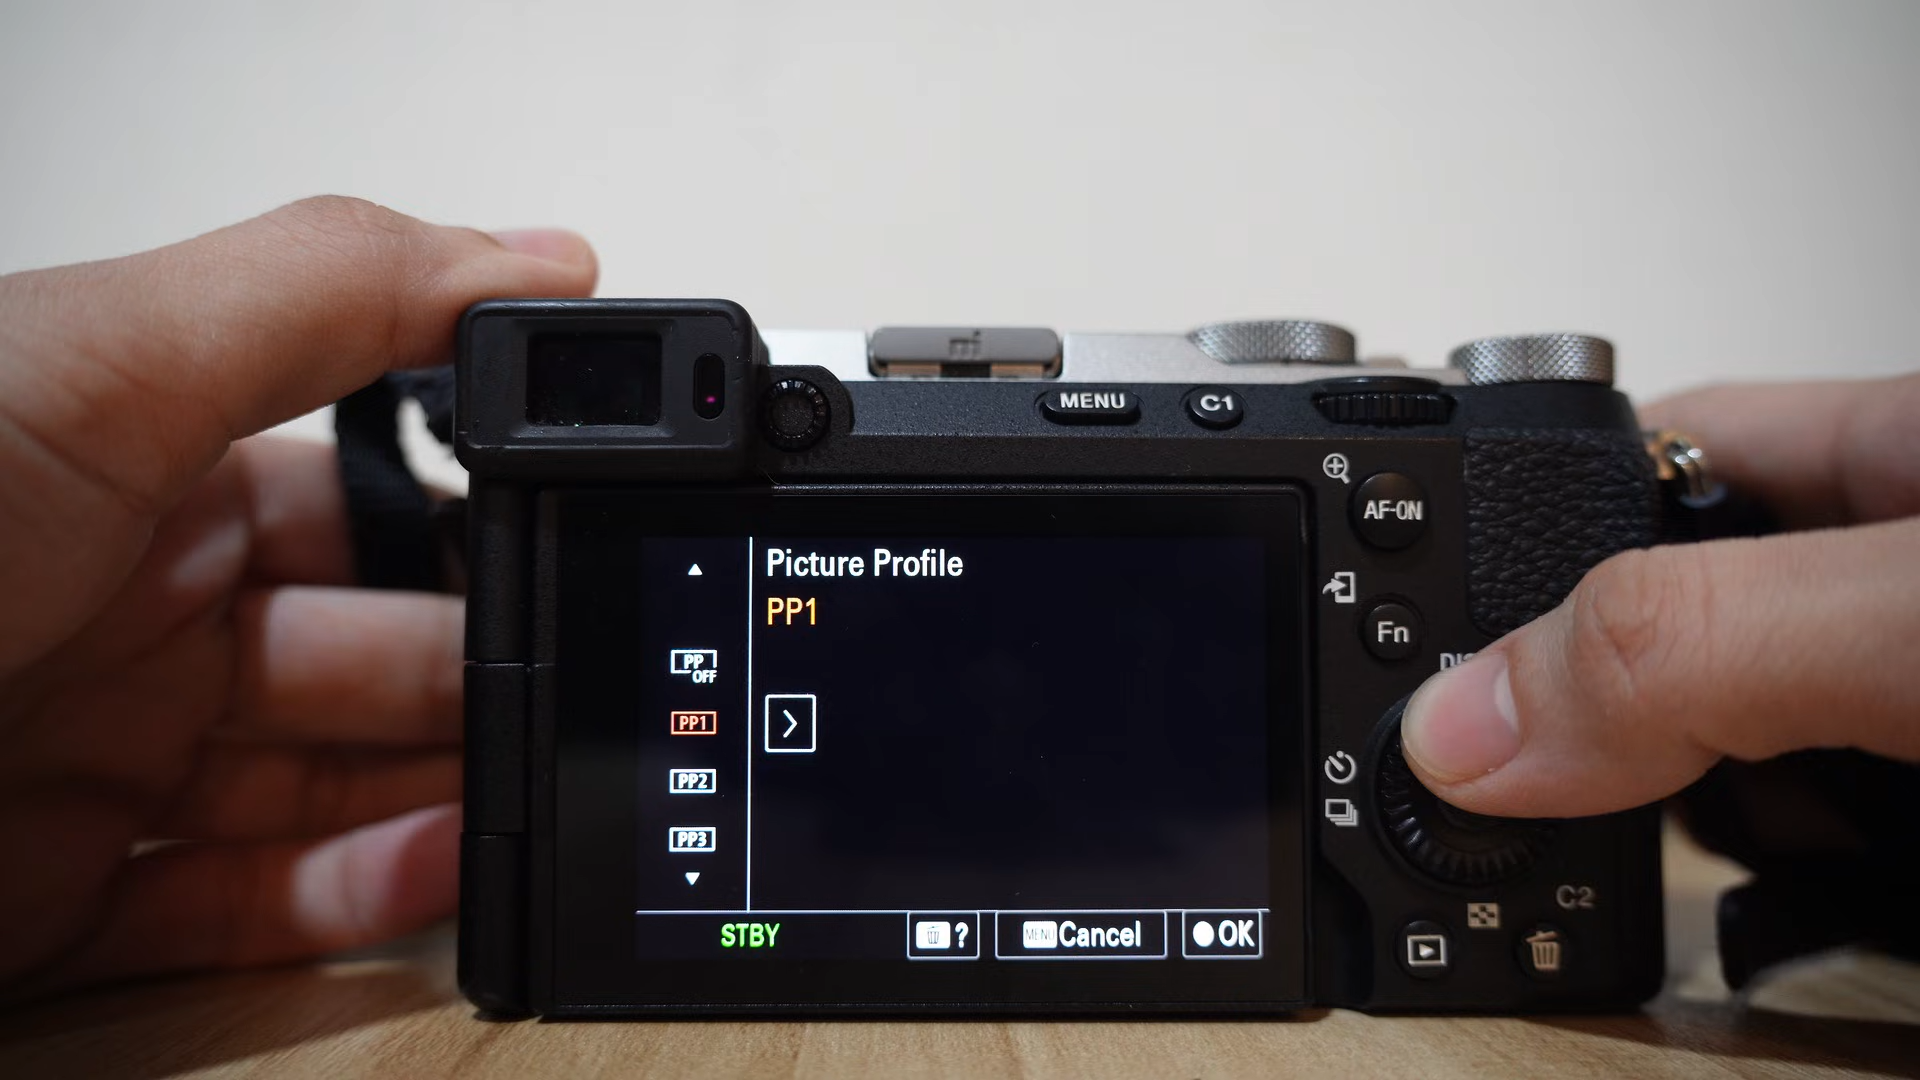 MENU
C1
AF-ON
Picture Profile
PP1
Fn
PP
OFF
PP1
PP2
PP3
C2
STBY
?
MENU Cancel
OK